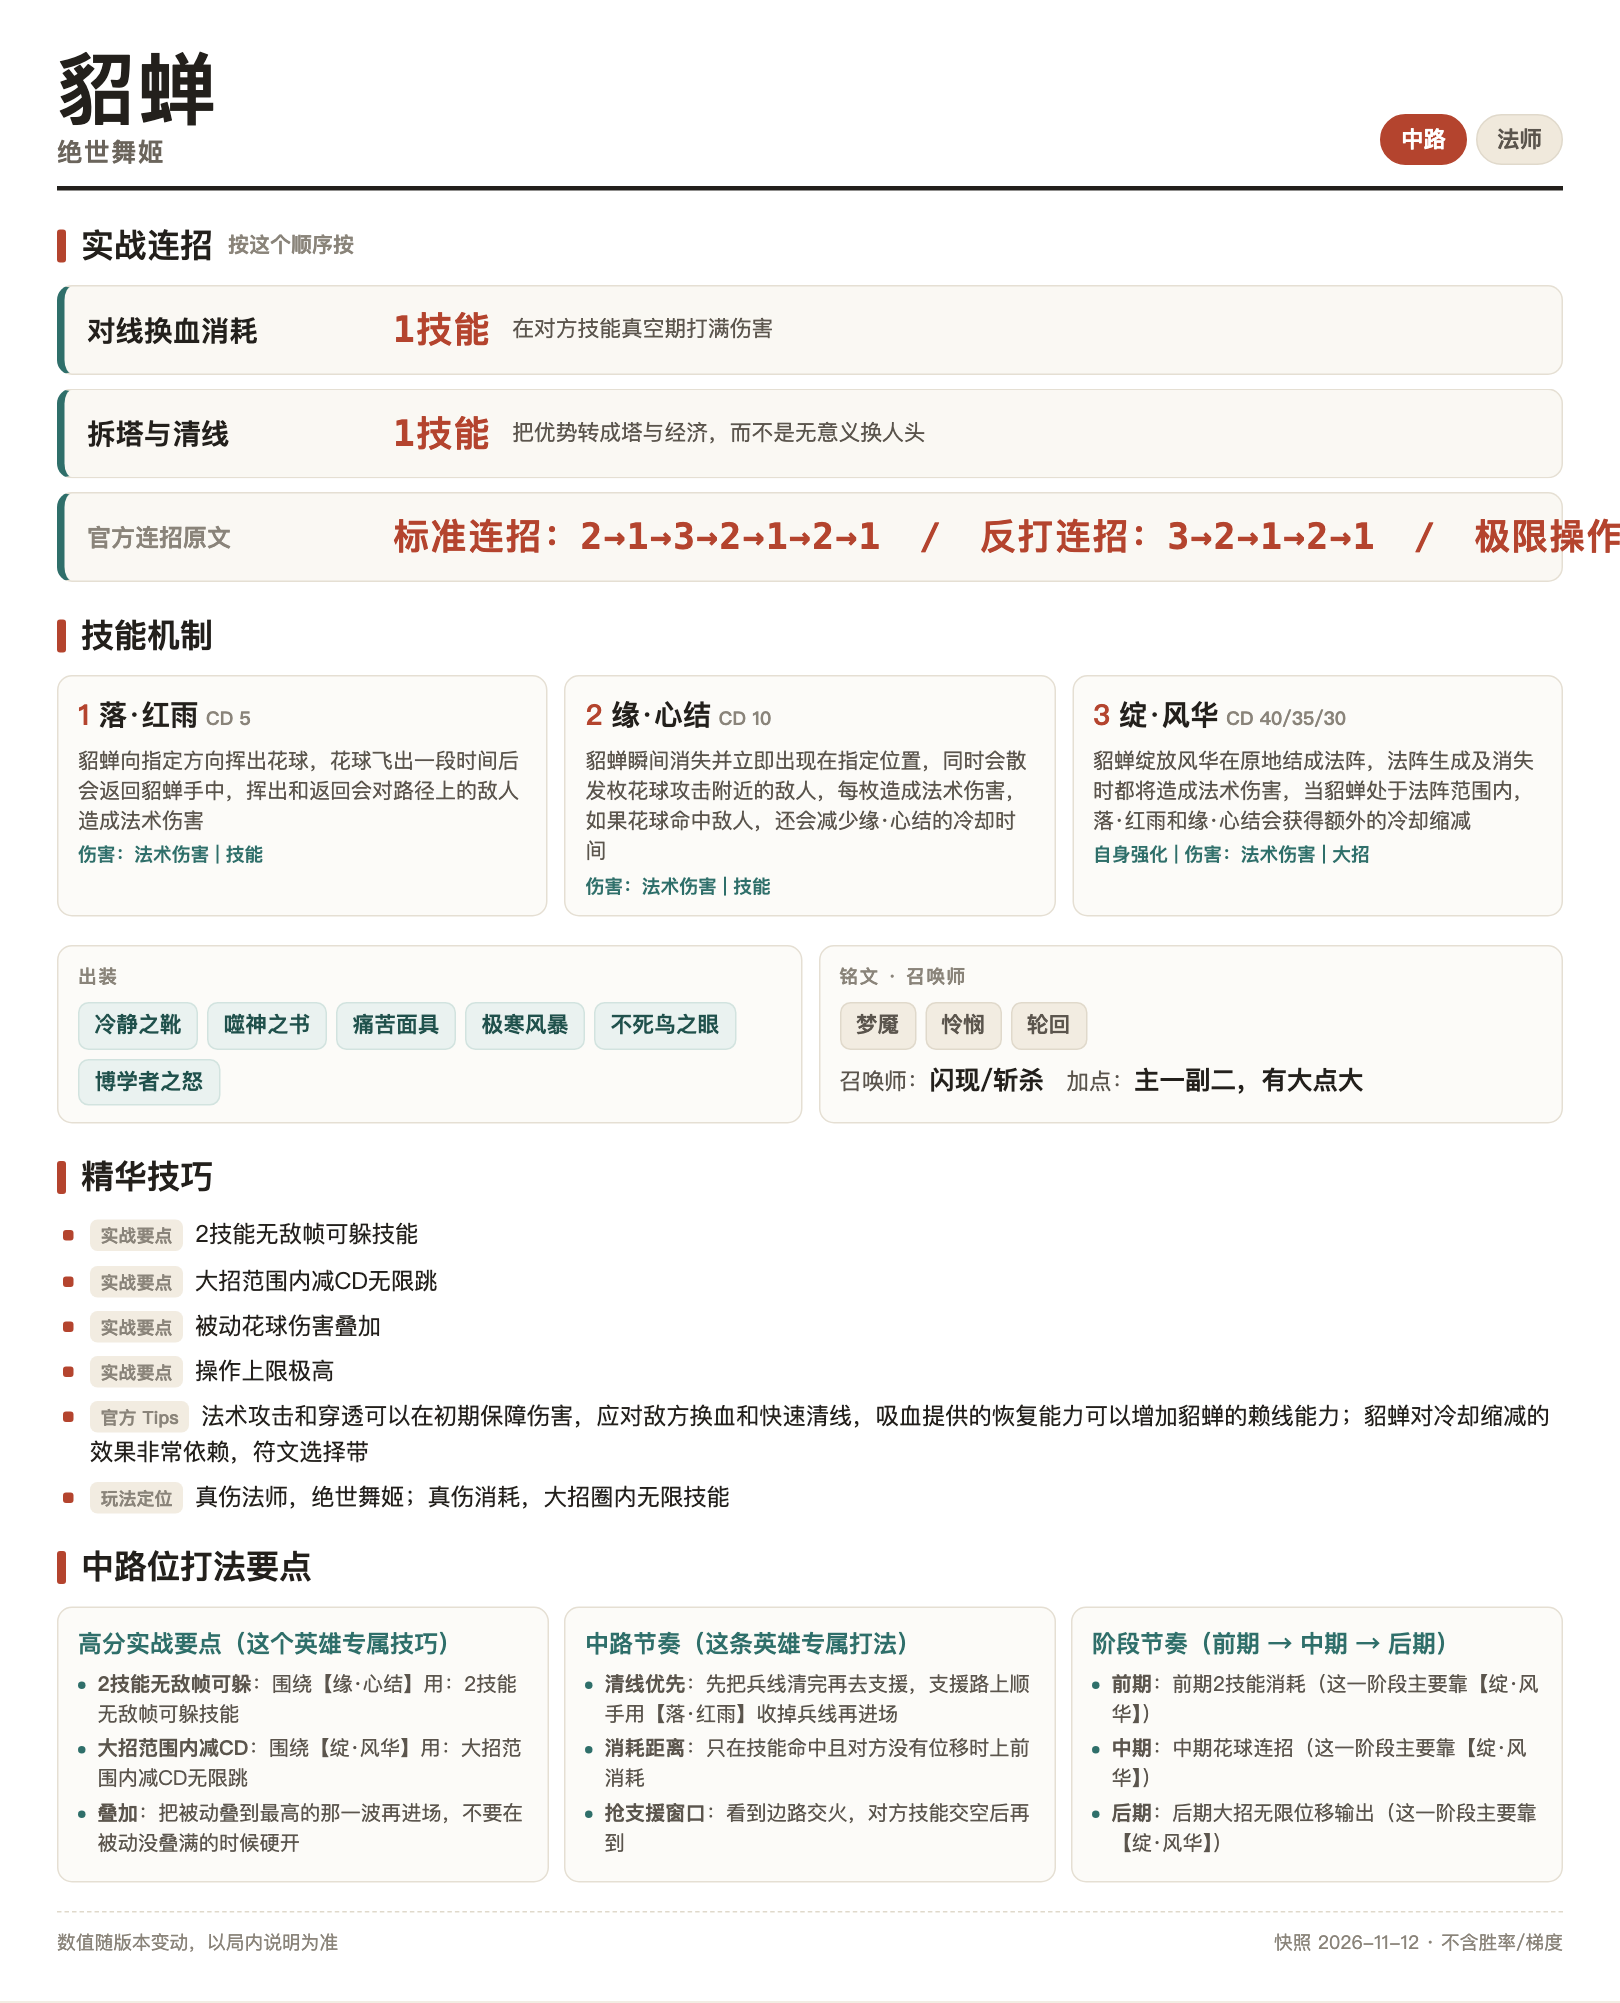 貂蝉
绝世舞姬
中路 法师
实战连招 按这个顺序按
对线换血消耗 1技能 在对方技能真空期打满伤害
拆塔与清线 1技能 把优势转成塔与经济，而不是无意义换人头
官方连招原文 标准连招：2→1→3→2→1→2→1 / 反打连招：3→2→1→2→1 / 极限操作
技能机制
1 落·红雨 CD 5
貂蝉向指定方向挥出花球，花球飞出一段时间后
会返回貂蝉手中，挥出和返回会对路径上的敌人
造成法术伤害
伤害：法术伤害 | 技能
2 缘·心结 CD 10
貂蝉瞬间消失并立即出现在指定位置，同时会散
发枚花球攻击附近的敌人，每枚造成法术伤害，
如果花球命中敌人，还会减少缘·心结的冷却时
间
伤害：法术伤害 | 技能
3 绽·风华 CD 40/35/30
貂蝉绽放风华在原地结成法阵，法阵生成及消失
时都将造成法术伤害，当貂蝉处于法阵范围内，
落·红雨和缘·心结会获得额外的冷却缩减
自身强化 | 伤害：法术伤害 | 大招
出装
冷静之靴 噬神之书 痛苦面具 极寒风暴 不死鸟之眼
博学者之怒
铭文 · 召唤师
梦魇 怜悯 轮回
召唤师：闪现/斩杀 加点：主一副二，有大点大
精华技巧
实战要点 2技能无敌帧可躲技能
实战要点 大招范围内减CD无限跳
实战要点 被动花球伤害叠加
实战要点 操作上限极高
官方 Tips 法术攻击和穿透可以在初期保障伤害，应对敌方换血和快速清线，吸血提供的恢复能力可以增加貂蝉的赖线能力；貂蝉对冷却缩减的
效果非常依赖，符文选择带
玩法定位 真伤法师，绝世舞姬；真伤消耗，大招圈内无限技能
中路位打法要点
高分实战要点（这个英雄专属技巧）
2技能无敌帧可躲：围绕【缘·心结】用：2技能
无敌帧可躲技能
大招范围内减CD：围绕【绽·风华】用：大招范
围内减CD无限跳
叠加：把被动叠到最高的那一波再进场，不要在
被动没叠满的时候硬开
中路节奏（这条英雄专属打法）
清线优先：先把兵线清完再去支援，支援路上顺
手用【落·红雨】收掉兵线再进场
消耗距离：只在技能命中且对方没有位移时上前
消耗
抢支援窗口：看到边路交火，对方技能交空后再
到
阶段节奏（前期 → 中期 → 后期）
前期：前期2技能消耗（这一阶段主要靠【绽·风
华】）
中期：中期花球连招（这一阶段主要靠【绽·风
华】）
后期：后期大招无限位移输出（这一阶段主要靠
【绽·风华】）
数值随版本变动，以局内说明为准
快照 2026-11-12 · 不含胜率/梯度